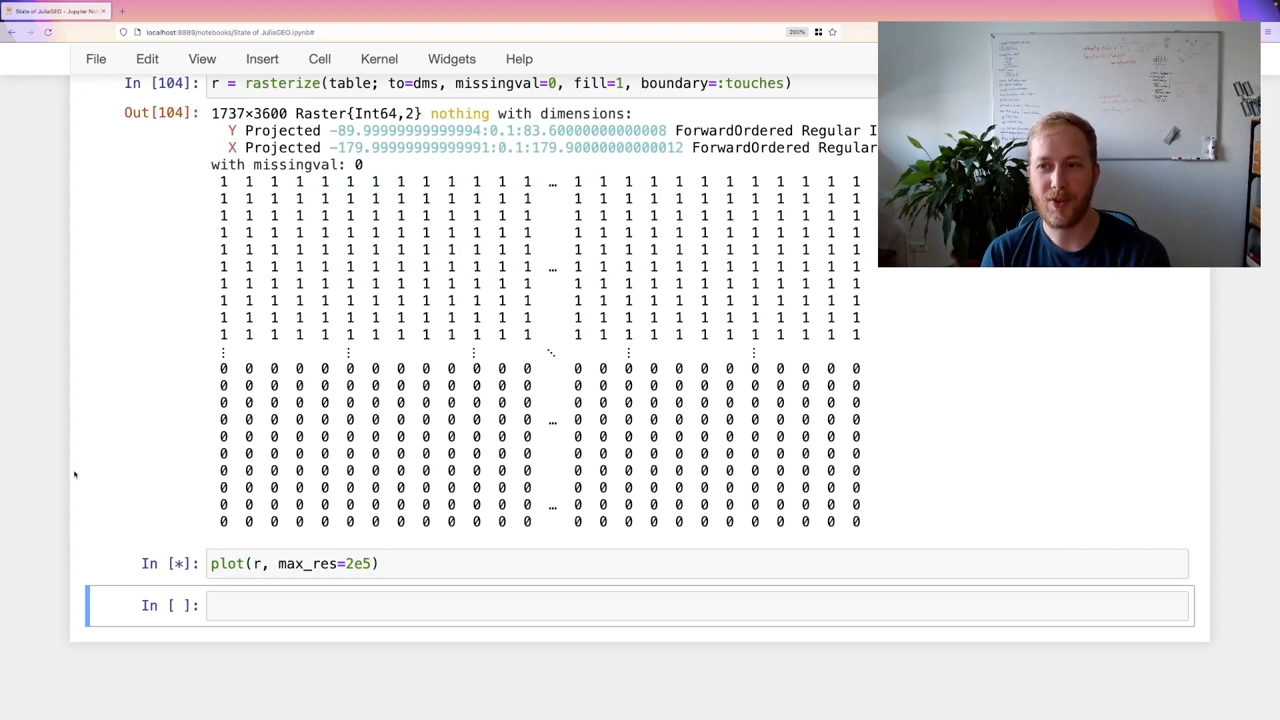 State of JuliaGEO - Jupyter No
localhost:8889/notebooks/State of JuliaGEO.ipynb#
200%
File Edit View Insert Cell Kernel Widgets Help
In [104]: r = rasterize(table; to=dms, missingval=0, fill=1, boundary=:touches)
Out[104]: 1737×3600 Raster{Int64,2} nothing with dimensions:
Y Projected -89.99999999999994:0.1:83.60000000000008 ForwardOrdered Regular I
X Projected -179.99999999999991:0.1:179.90000000000012 ForwardOrdered Regular
with missingval: 0
1 1 1 1 1 1 1 1 1 1 1 1 1 … 1 1 1 1 1 1 1 1 1 1 1 1
1 1 1 1 1 1 1 1 1 1 1 1 1 1 1 1 1 1 1 1 1 1 1 1 1
1 1 1 1 1 1 1 1 1 1 1 1 1 1 1 1 1 1 1 1 1 1 1 1 1
1 1 1 1 1 1 1 1 1 1 1 1 1 1 1 1 1 1 1 1 1 1 1 1 1
1 1 1 1 1 1 1 1 1 1 1 1 1 1 1 1 1 1 1 1 1 1 1 1 1
1 1 1 1 1 1 1 1 1 1 1 1 1 … 1 1 1 1 1 1 1 1 1 1 1 1
1 1 1 1 1 1 1 1 1 1 1 1 1 1 1 1 1 1 1 1 1 1 1 1 1
1 1 1 1 1 1 1 1 1 1 1 1 1 1 1 1 1 1 1 1 1 1 1 1 1
1 1 1 1 1 1 1 1 1 1 1 1 1 1 1 1 1 1 1 1 1 1 1 1 1
1 1 1 1 1 1 1 1 1 1 1 1 1 1 1 1 1 1 1 1 1 1 1 1 1
⋮ ⋮ ⋮ ⋱ ⋮ ⋮
0 0 0 0 0 0 0 0 0 0 0 0 0 0 0 0 0 0 0 0 0 0 0 0 0
0 0 0 0 0 0 0 0 0 0 0 0 0 0 0 0 0 0 0 0 0 0 0 0 0
0 0 0 0 0 0 0 0 0 0 0 0 0 0 0 0 0 0 0 0 0 0 0 0 0
0 0 0 0 0 0 0 0 0 0 0 0 0 … 0 0 0 0 0 0 0 0 0 0 0 0
0 0 0 0 0 0 0 0 0 0 0 0 0 0 0 0 0 0 0 0 0 0 0 0 0
0 0 0 0 0 0 0 0 0 0 0 0 0 0 0 0 0 0 0 0 0 0 0 0 0
0 0 0 0 0 0 0 0 0 0 0 0 0 0 0 0 0 0 0 0 0 0 0 0 0
0 0 0 0 0 0 0 0 0 0 0 0 0 0 0 0 0 0 0 0 0 0 0 0 0
0 0 0 0 0 0 0 0 0 0 0 0 0 … 0 0 0 0 0 0 0 0 0 0 0 0
0 0 0 0 0 0 0 0 0 0 0 0 0 0 0 0 0 0 0 0 0 0 0 0 0
In [*]: plot(r, max_res=2e5)
In [ ]: